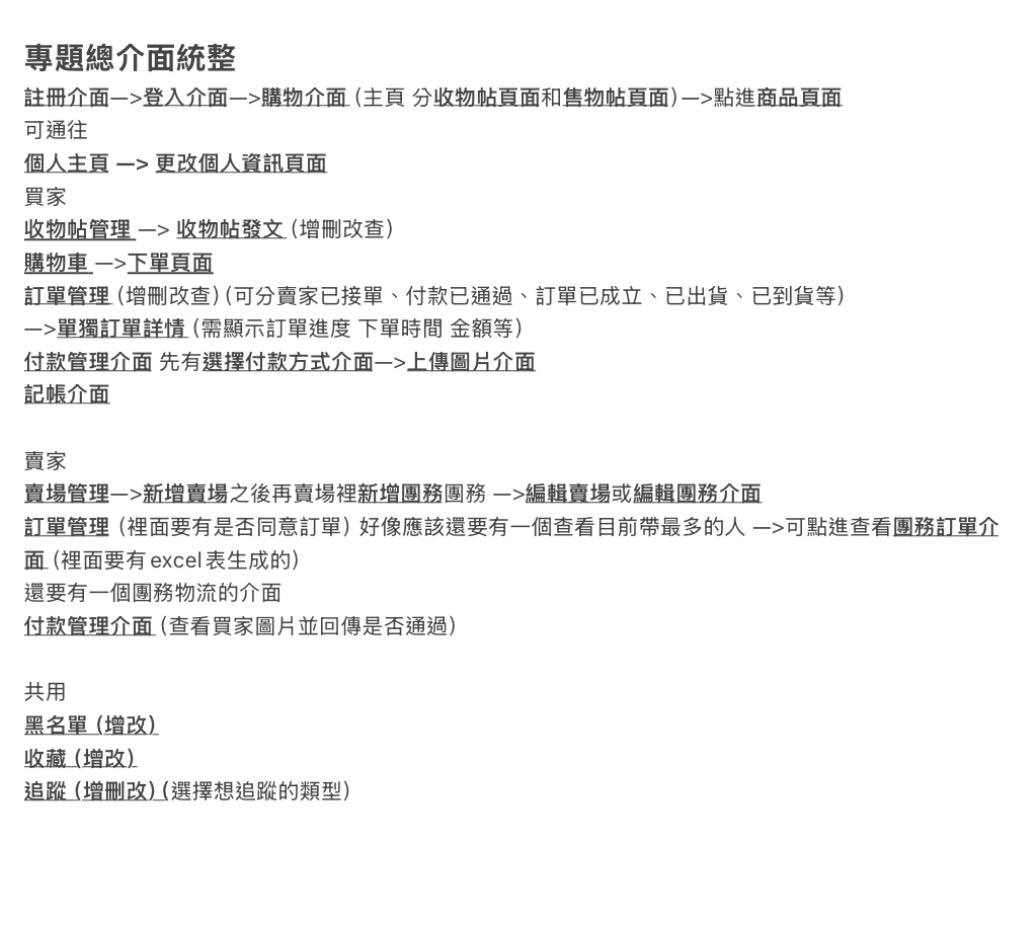 專題總介面統整
註冊介面—>登入介面—>購物介面 (主頁 分收物帖頁面和售物帖頁面) —>點進商品頁面
可通往
個人主頁 —> 更改個人資訊頁面
買家
收物帖管理 —> 收物帖發文 (增刪改查)
購物車 —>下單頁面
訂單管理 (增刪改查) (可分賣家已接單、付款已通過、訂單已成立、已出貨、已到貨等)
—>單獨訂單詳情 (需顯示訂單進度 下單時間 金額等)
付款管理介面 先有選擇付款方式介面—>上傳圖片介面
記帳介面
賣家
賣場管理—>新增賣場之後再賣場裡新增團務團務 —>編輯賣場或編輯團務介面
訂單管理 (裡面要有是否同意訂單) 好像應該還要有一個查看目前帶最多的人 —>可點進查看團務訂單介
面 (裡面要有 excel 表生成的)
還要有一個團務物流的介面
付款管理介面 (查看買家圖片並回傳是否通過)
共用
黑名單 (增改)
收藏 (增改)
追蹤 (增刪改) (選擇想追蹤的類型)